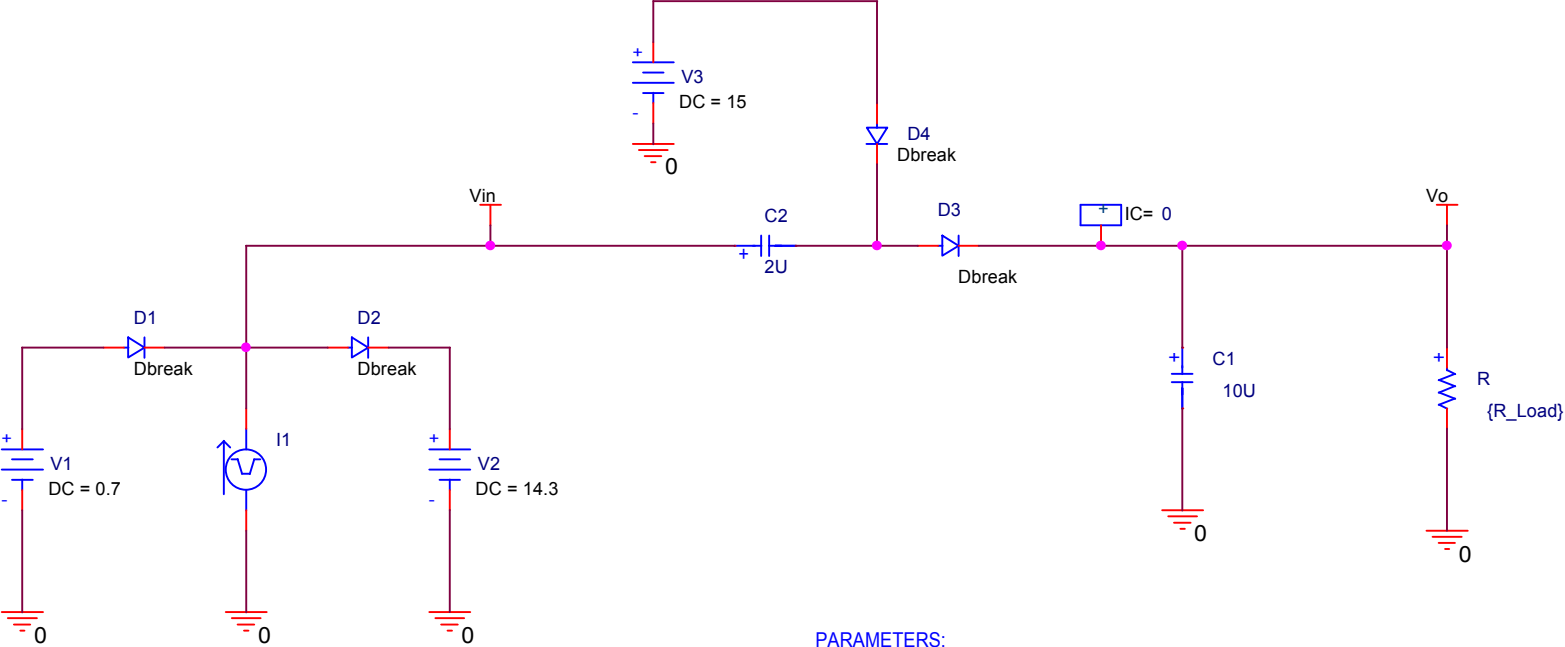 +
V3
DC = 15
-
0
D4
Dbreak
Vin
C2
+
2U
D3
Dbreak
+
IC= 0
Vo
D1
Dbreak
D2
Dbreak
+
V1
DC = 0.7
-
0
I1
0
+
V2
DC = 14.3
-
0
+
C1
10U
0
+
R
{R_Load}
0
PARAMETERS: